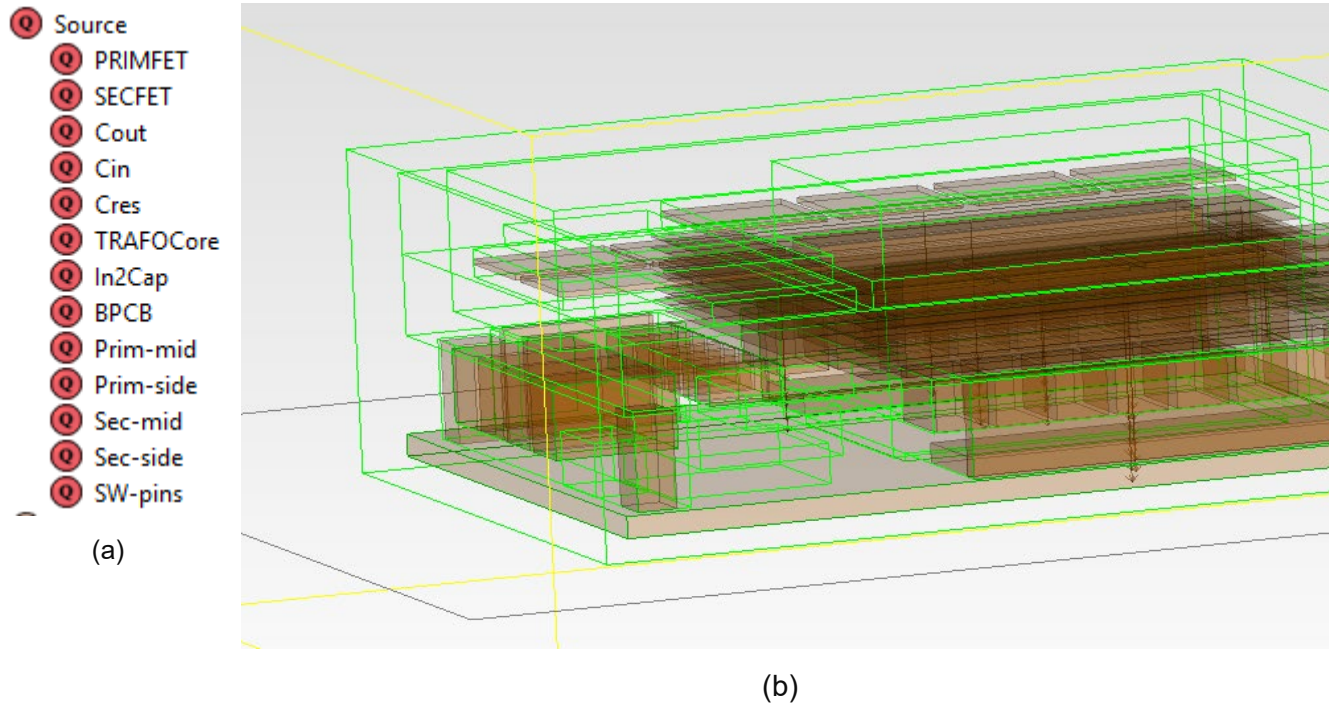 Q Source
Q PRIMFET
Q SECFET
Q Cout
Q Cin
Q Cres
Q TRAFOCore
Q In2Cap
Q BPCB
Q Prim-mid
Q Prim-side
Q Sec-mid
Q Sec-side
Q SW-pins
(a)
(b)